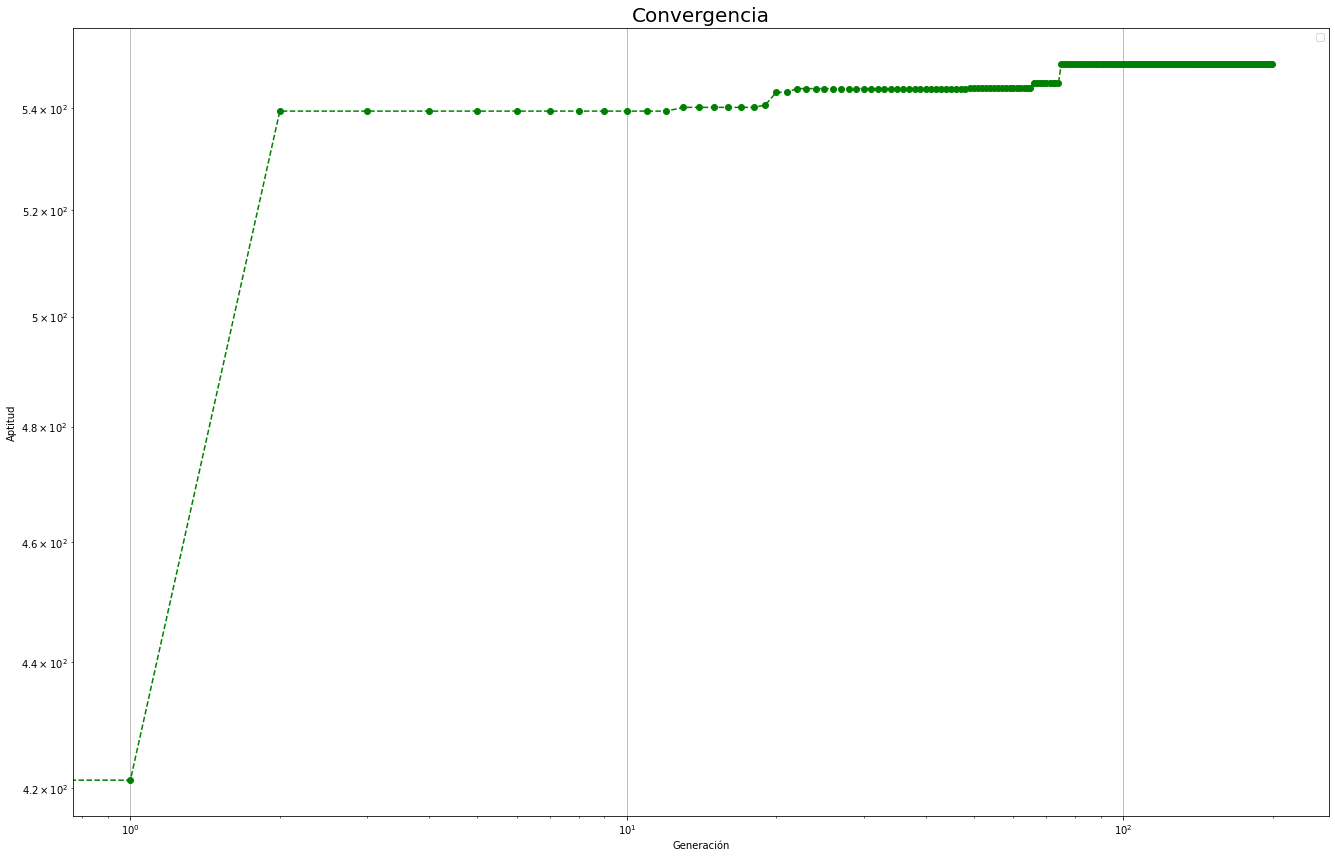 Convergencia
5.4 × 10²
5.2 × 10²
5 × 10²
4.8 × 10²
4.6 × 10²
4.4 × 10²
4.2 × 10²
Aptitud
10⁰ 10¹ 10²
Generación